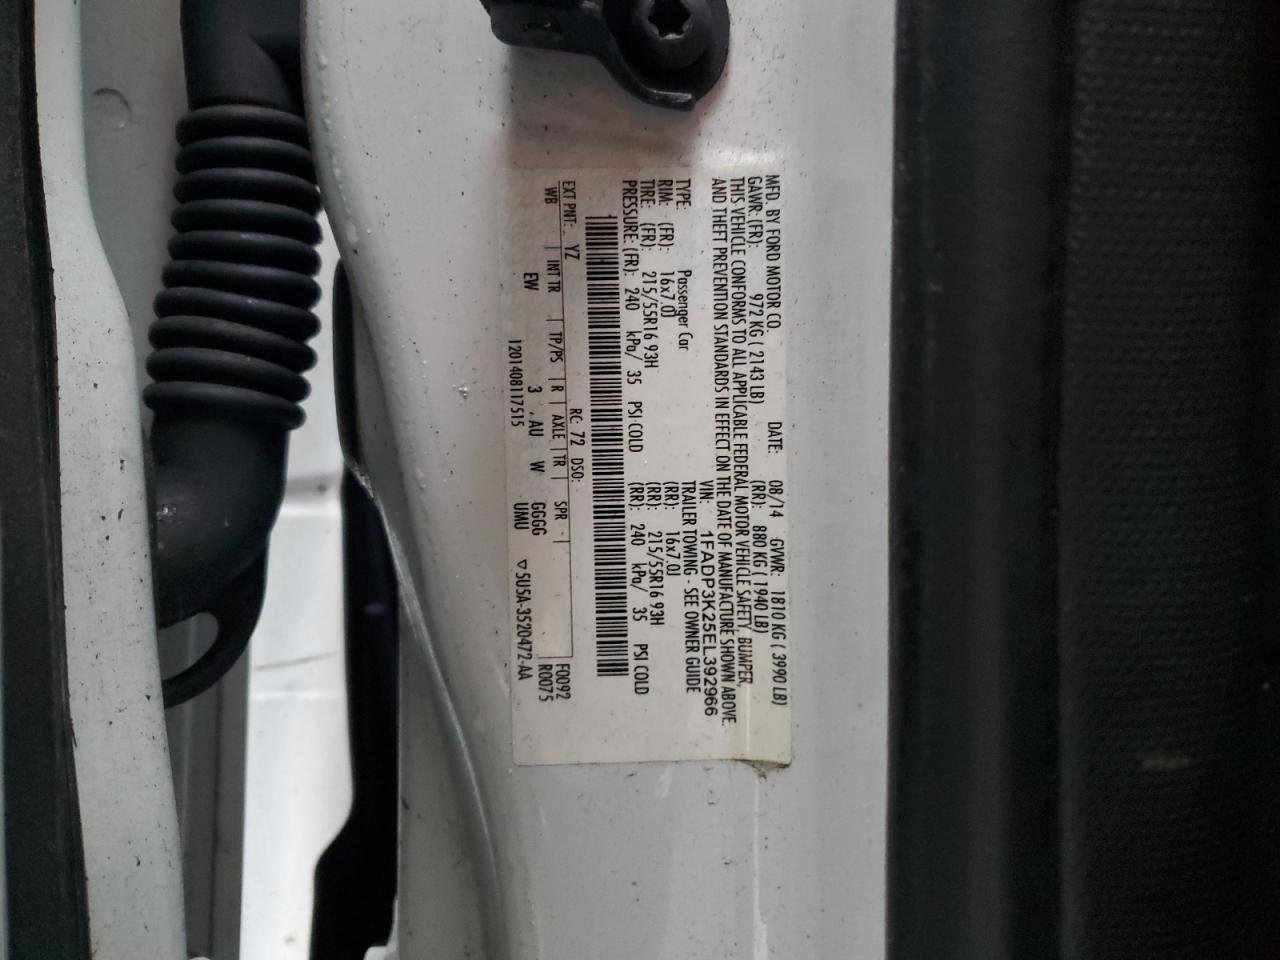 MFD. BY FORD MOTOR CO. DATE: 08/14 GVWR: 1810 KG ( 3990 LB)
GAWR: (FR): 972 KG ( 2143 LB) (RR): 880 KG ( 1940 LB)
THIS VEHICLE CONFORMS TO ALL APPLICABLE FEDERAL MOTOR VEHICLE SAFETY, BUMPER,
AND THEFT PREVENTION STANDARDS IN EFFECT ON THE DATE OF MANUFACTURE SHOWN ABOVE.
VIN: 1FADP3K25EL392966
TYPE: Passenger Car TRAILER TOWING - SEE OWNER GUIDE
RIM: (FR): 16x7.0J (RR): 16x7.0J
TIRE: (FR): 215/55R16 93H (RR): 215/55R16 93H
PRESSURE: (FR): 240 kPa/ 35 PSI COLD (RR): 240 kPa/ 35 PSI COLD
EXT PNT: YZ RC: 72 DSO: F0092
WB INT TR TP/PS R AXLE TR SPR R0075
EW 3 AU W GGGG
1201408117515 UMU ▽5U5A-3520472-AA